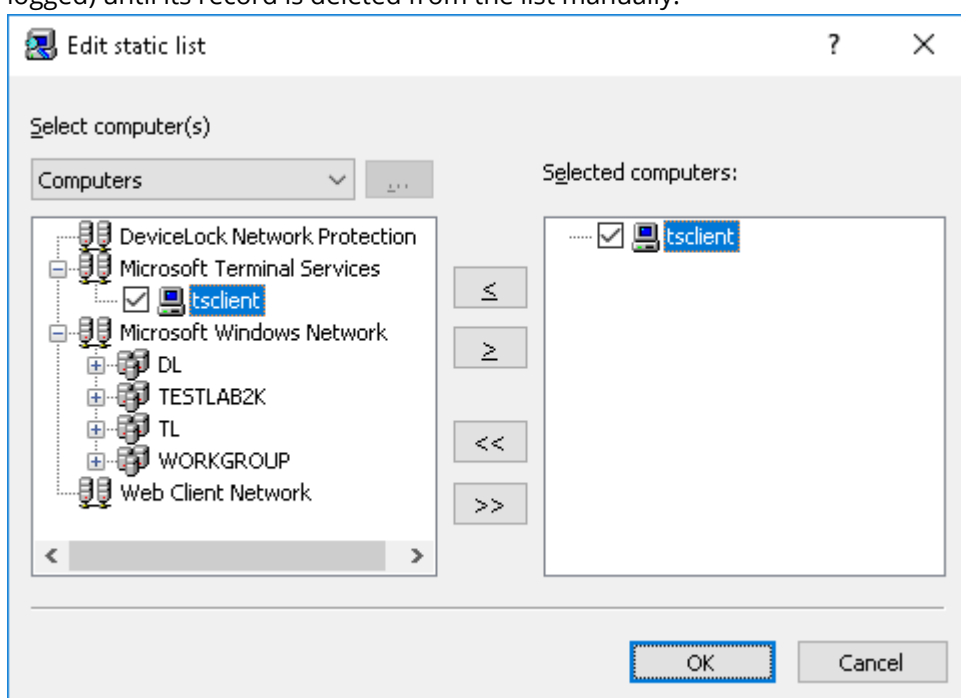 logged) until its record is deleted from the list manually.
Edit static list ?
Select computer(s)
Computers ... Selected computers:
DeviceLock Network Protection
Microsoft Terminal Services
tsclient
Microsoft Windows Network
DL
TESTLAB2K
TL
WORKGROUP
Web Client Network
<
>
<<
>>
tsclient
OK Cancel